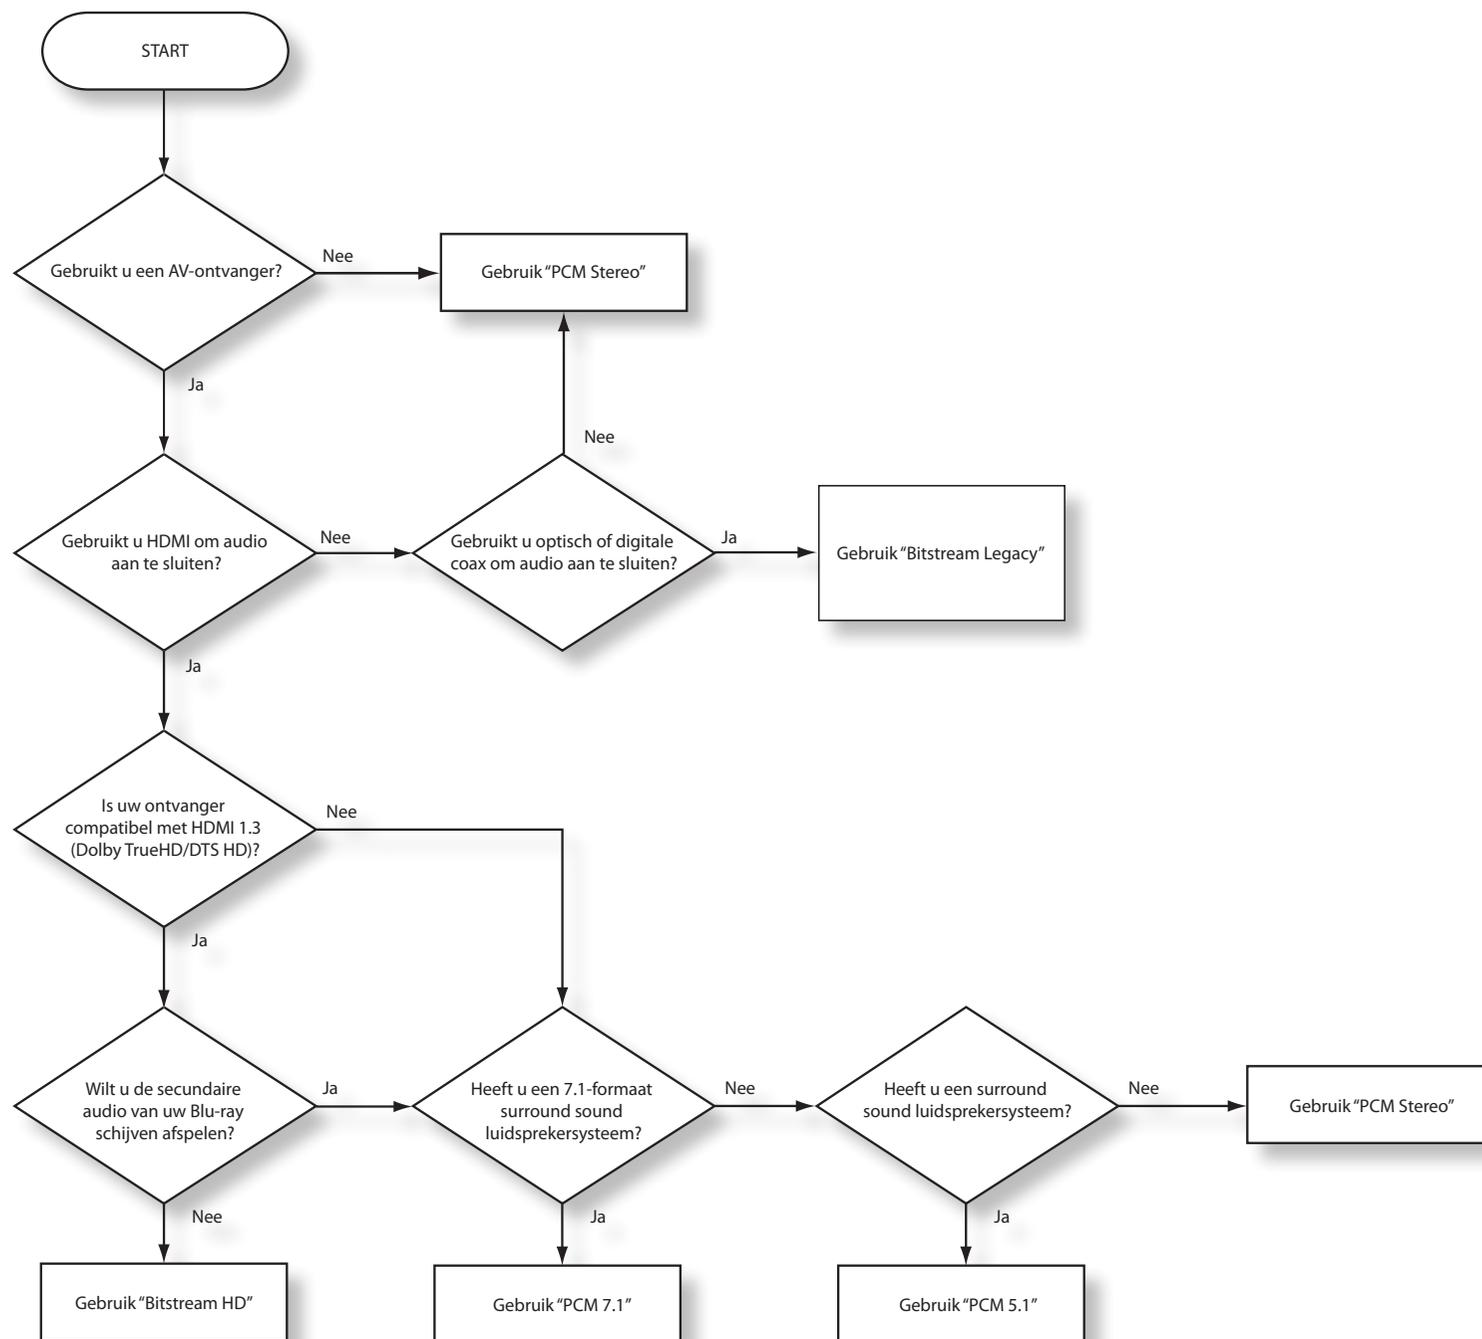 START
Gebruikt u een AV-ontvanger?
Nee
Gebruik “PCM Stereo”
Ja
Nee
Gebruikt u HDMI om audio
aan te sluiten?
Nee
Gebruikt u optisch of digitale
coax om audio aan te sluiten?
Ja
Gebruik “Bitstream Legacy”
Ja
Is uw ontvanger
compatibel met HDMI 1.3
(Dolby TrueHD/DTS HD)?
Nee
Ja
Wilt u de secundaire
audio van uw Blu-ray
schijven afspelen?
Ja
Heeft u een 7.1-formaat
surround sound
luidsprekersysteem?
Nee
Heeft u een surround
sound luidsprekersysteem?
Nee
Gebruik “PCM Stereo”
Nee
Ja
Ja
Gebruik “Bitstream HD”
Gebruik “PCM 7.1”
Gebruik “PCM 5.1”